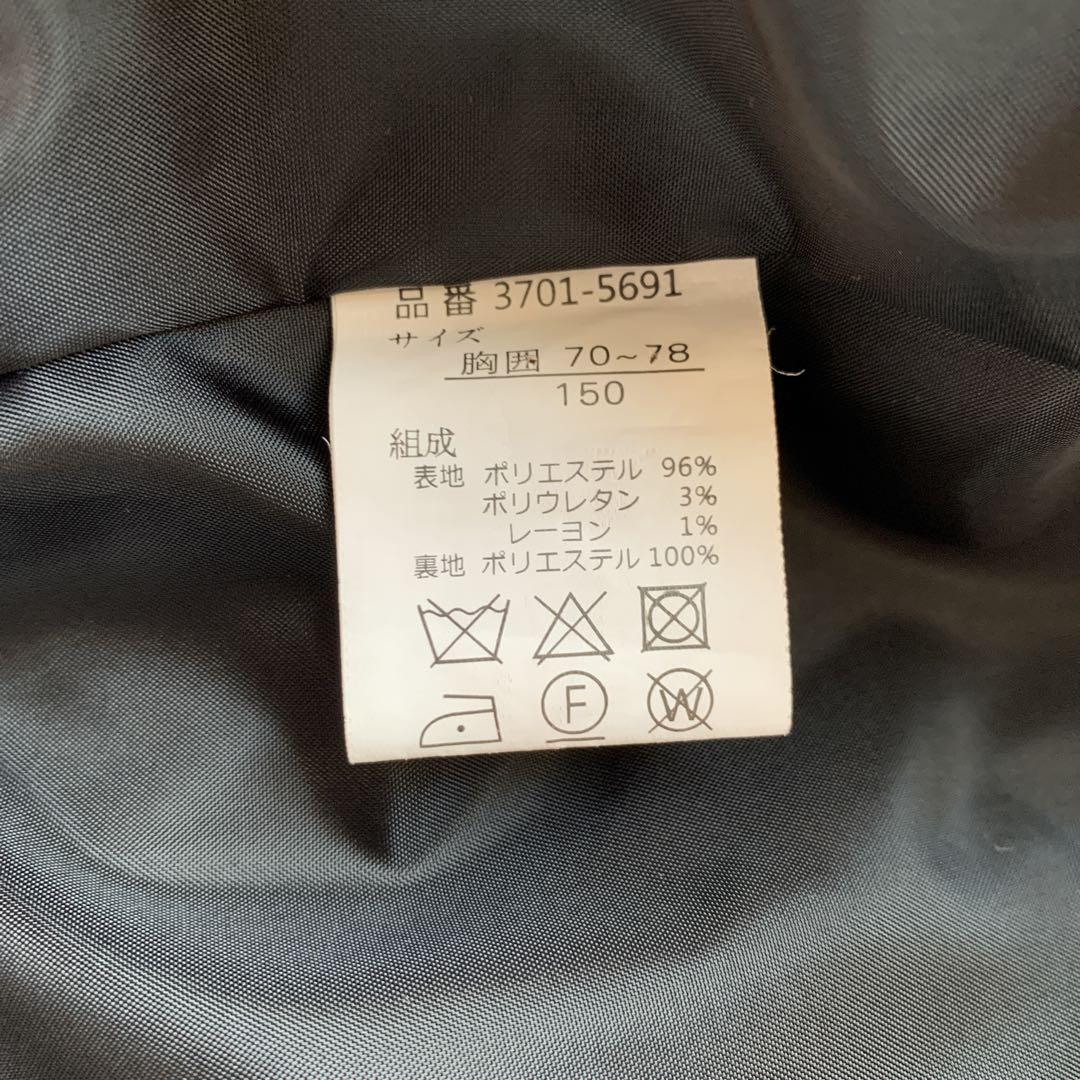 品番 3701-5691
サイズ
胸囲 70~78
150
組成
表地 ポリエステル 96%
ポリウレタン 3%
レーヨン 1%
裏地 ポリエステル 100%
F
W